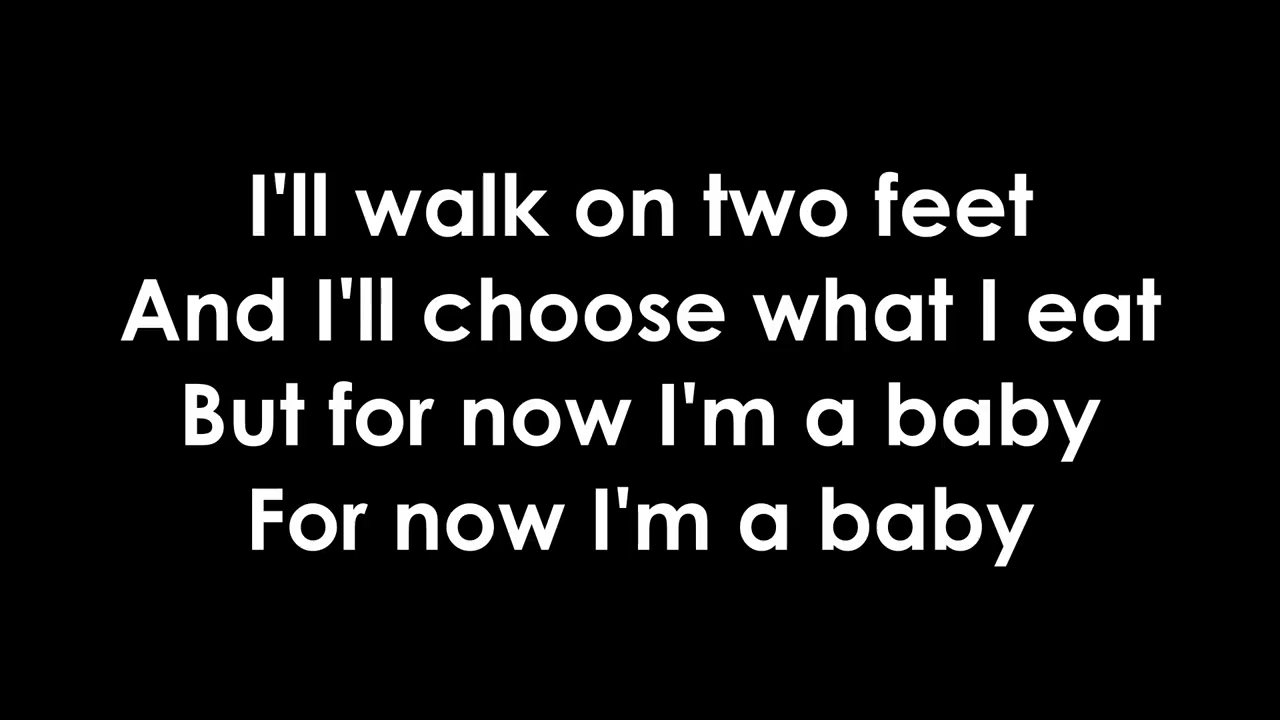 I'll walk on two feet
And I'll choose what I eat
But for now I'm a baby
For now I'm a baby